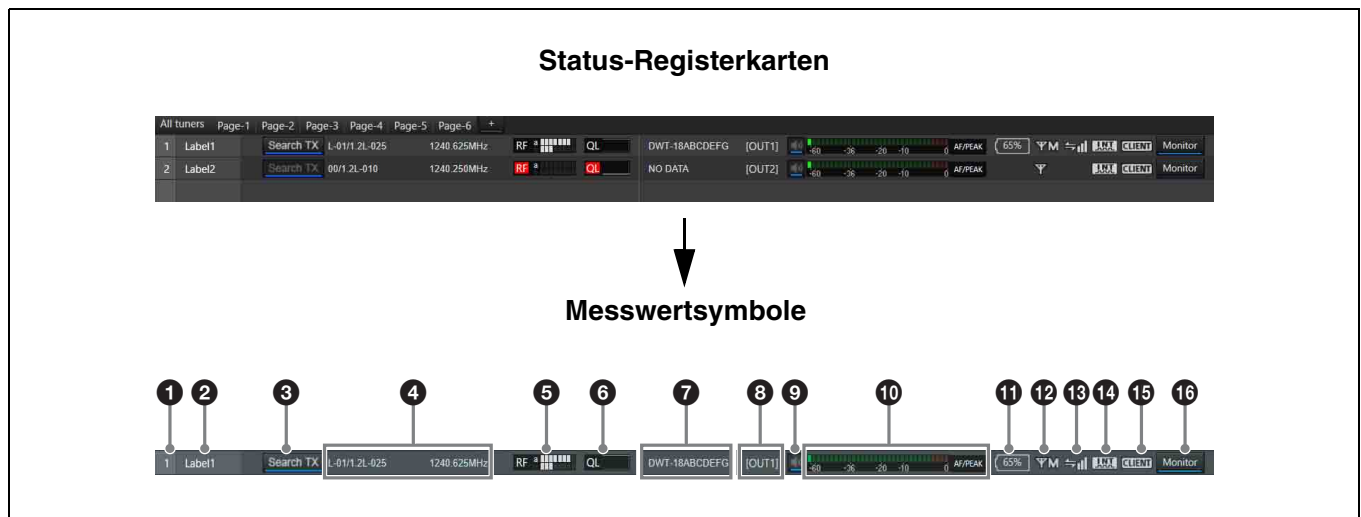 Status-Registerkarten
All tuners Page-1 Page-2 Page-3 Page-4 Page-5 Page-6 +
1 Label1 Search TX L-01/1.2L-025 1240.625MHz RF a QL DWT-18ABCDEFG [OUT1] -60 -36 -20 -10 0 AF/PEAK 65% M INT CLIENT Monitor
2 Label2 Search TX 00/1.2L-010 1240.250MHz RF a QL NO DATA [OUT2] -60 -36 -20 -10 0 AF/PEAK INT CLIENT Monitor
Messwertsymbole
1 2 3 4 5 6 7 8 9 10 11 12 13 14 15 16
1 Label1 Search TX L-01/1.2L-025 1240.625MHz RF a QL DWT-18ABCDEFG [OUT1] -60 -36 -20 -10 0 AF/PEAK 65% M INT CLIENT Monitor